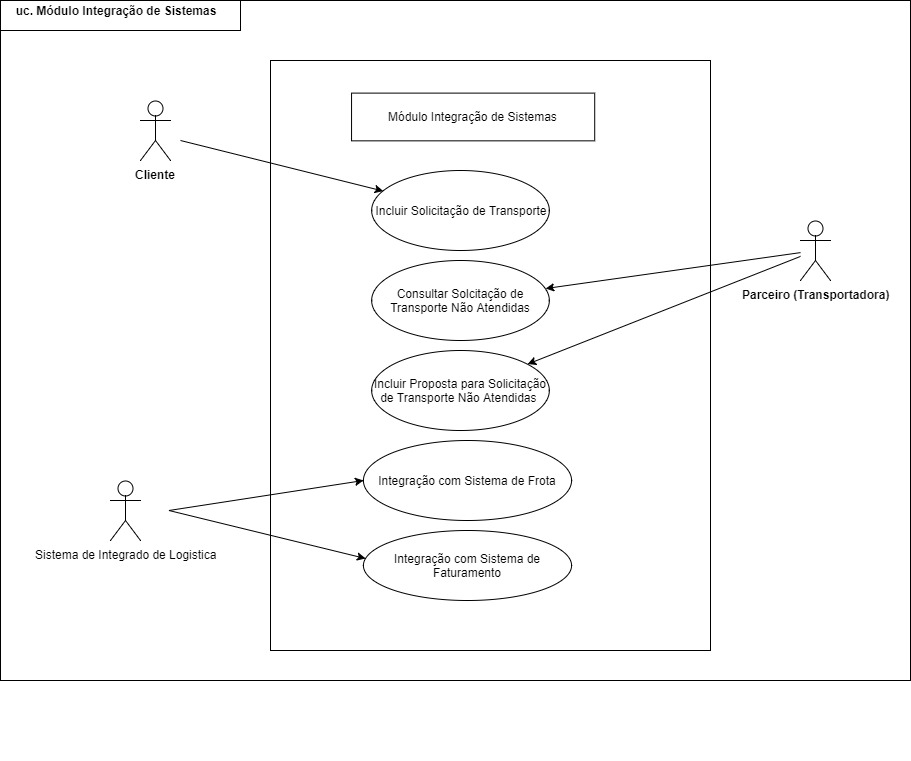 uc. Módulo Integração de Sistemas
Módulo Integração de Sistemas
Cliente
Incluir Solicitação de Transporte
Consultar Solcitação de
Transporte Não Atendidas
Parceiro (Transportadora)
Incluir Proposta para Solicitação
de Transporte Não Atendidas
Integração com Sistema de Frota
Sistema de Integrado de Logistica
Integração com Sistema de
Faturamento